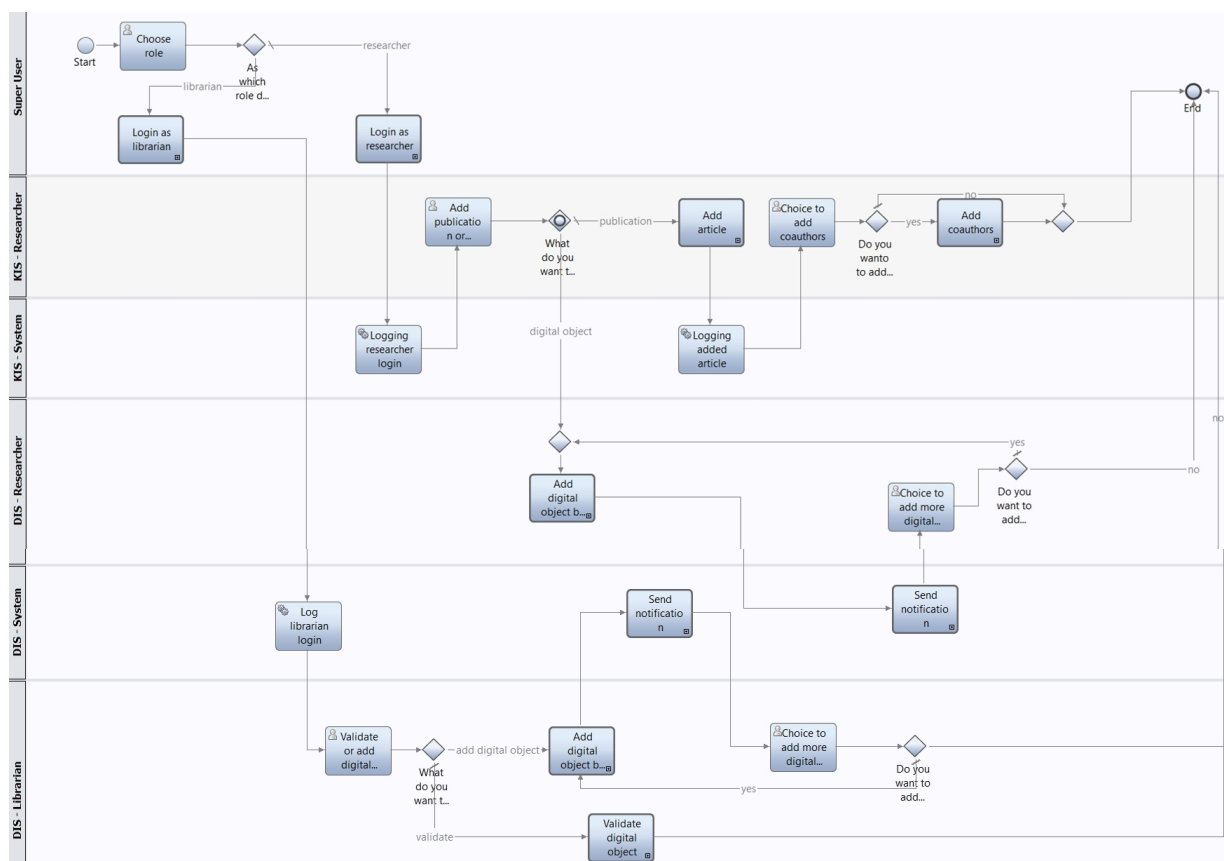 Super User
Start
Choose
role
As
which
role d...
researcher
librarian
Login as
librarian
Login as
researcher
End
KIS - Researcher
Add
publicatio
n or...
What
do you
want t...
publication
Add
article
Choice to
add
coauthors
Do you
wanto
to add...
yes
no
Add
coauthors
KIS - System
Logging
researcher
login
digital object
Logging
added
article
DIS - Researcher
Add
digital
object b...
Choice to
add more
digital...
yes
Do you
want to
add...
no
no
DIS - System
Log
librarian
login
Send
notificatio
n
Send
notificatio
n
DIS - Librarian
Validate
or add
digital...
What
do you
want t...
add digital object
Add
digital
object b...
Choice to
add more
digital...
Do you
want to
add...
yes
validate
Validate
digital
object